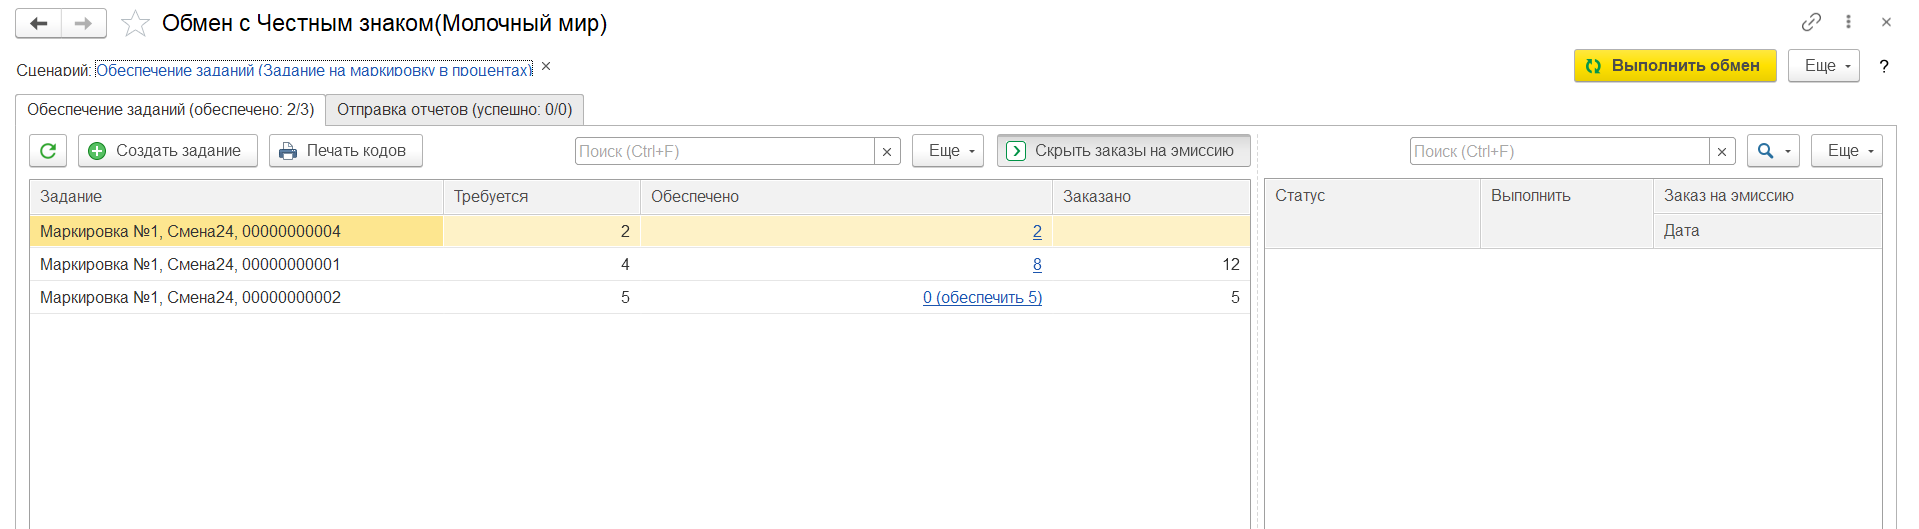 Обмен с Честным знаком(Молочный мир)
Сценарий: Обеспечение заданий (Задание на маркировку в процентах)
Выполнить обмен Еще ?
Обеспечение заданий (обеспечено: 2/3) Отправка отчетов (успешно: 0/0)
Создать задание Печать кодов Поиск (Ctrl+F) Еще Скрыть заказы на эмиссию Поиск (Ctrl+F) Еще
Задание Требуется Обеспечено Заказано Статус Выполнить Заказ на эмиссию
Дата
Маркировка №1, Смена24, 00000000004 2 2
Маркировка №1, Смена24, 00000000001 4 8 12
Маркировка №1, Смена24, 00000000002 5 0 (обеспечить 5) 5